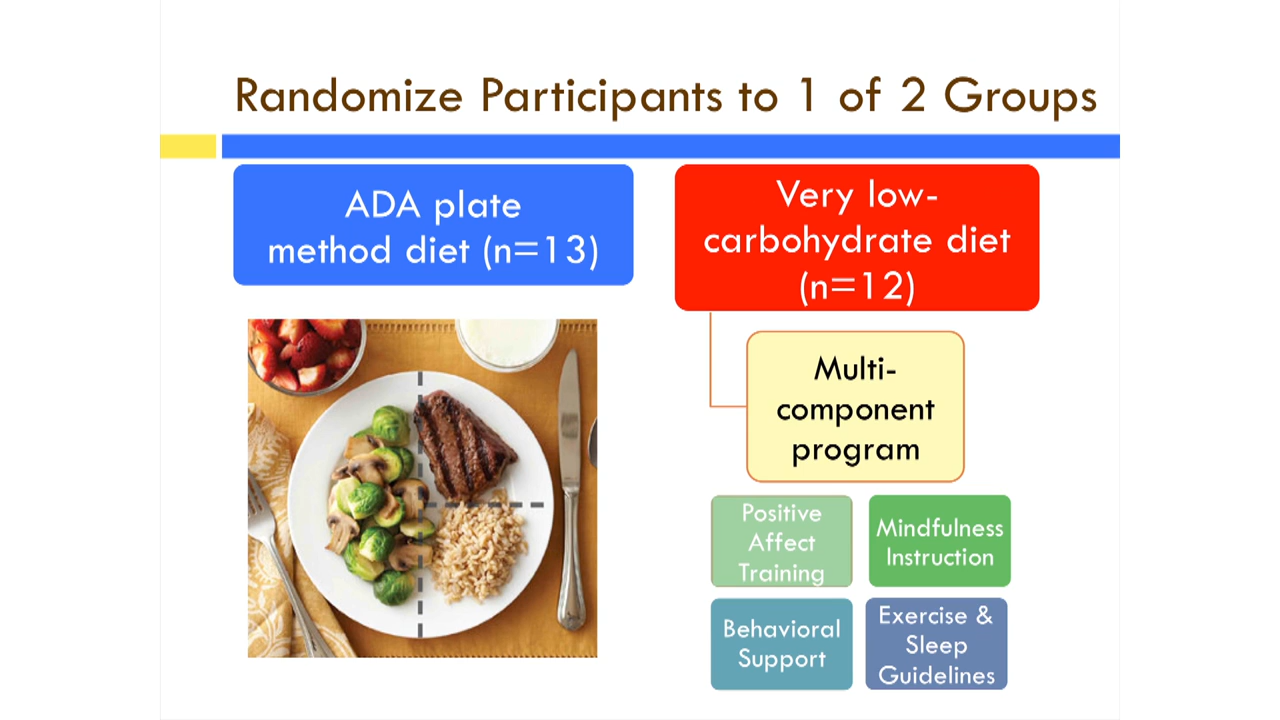 Randomize Participants to 1 of 2 Groups
ADA plate
method diet (n=13)
Very low-
carbohydrate diet
(n=12)
Multi-
component
program
Positive
Affect
Training
Mindfulness
Instruction
Behavioral
Support
Exercise &
Sleep
Guidelines